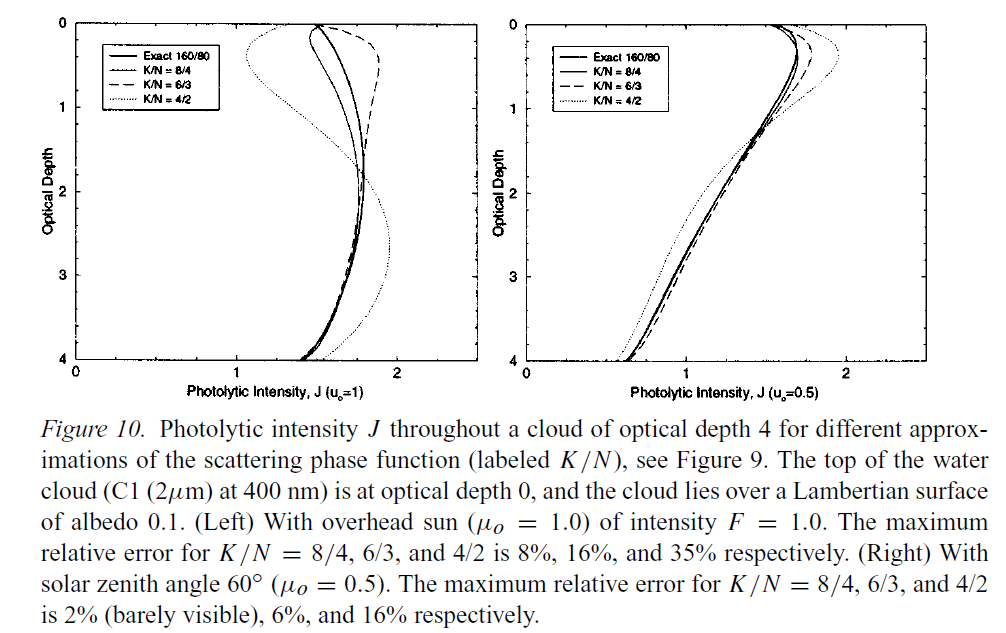 0
Exact 160/80
K/N = 8/4
K/N = 6/3
K/N = 4/2
1
2
3
4
Optical Depth
0
1
2
Photolytic Intensity, J (u₀=1)
0
Exact 160/80
K/N = 8/4
K/N = 6/3
K/N = 4/2
1
2
3
4
Optical Depth
0
1
2
Photolytic Intensity, J (u₀=0.5)
Figure 10. Photolytic intensity J throughout a cloud of optical depth 4 for different approx-
imations of the scattering phase function (labeled K/N), see Figure 9. The top of the water
cloud (C1 (2μm) at 400 nm) is at optical depth 0, and the cloud lies over a Lambertian surface
of albedo 0.1. (Left) With overhead sun (μₒ = 1.0) of intensity F = 1.0. The maximum
relative error for K/N = 8/4, 6/3, and 4/2 is 8%, 16%, and 35% respectively. (Right) With
solar zenith angle 60° (μₒ = 0.5). The maximum relative error for K/N = 8/4, 6/3, and 4/2
is 2% (barely visible), 6%, and 16% respectively.